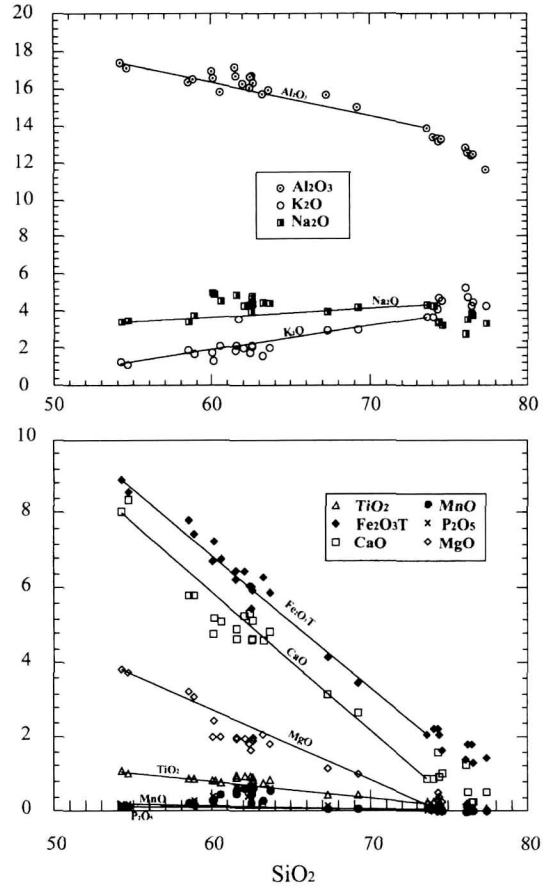 20
18
16
14
12
10
8
6
4
2
0
Al2O3
Al2O3
K2O
Na2O
Na2O
K2O
50 60 70 80
10
8
6
4
2
0
TiO2 MnO
Fe2O3T P2O5
CaO MgO
Fe2O3T
CaO
MgO
TiO2
MnO
P2O5
50 60 70 80
SiO2